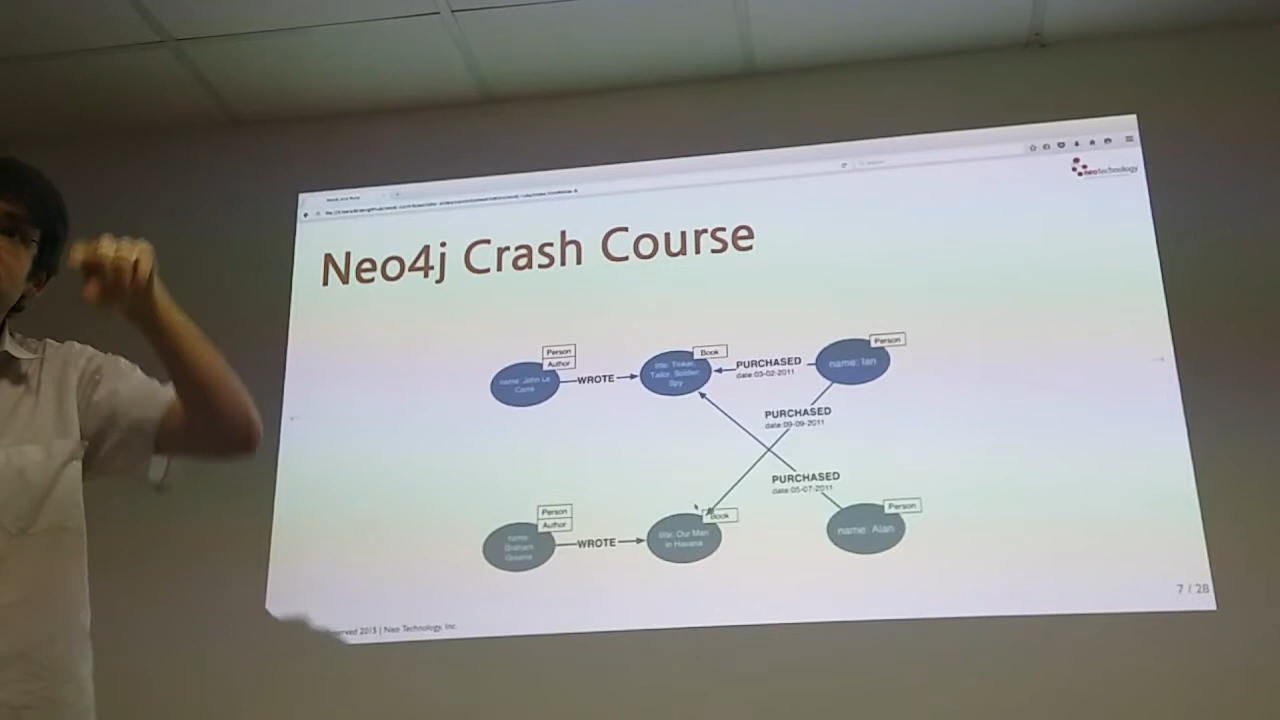 neotechnology
Neo4j Crash Course
Person
Author
name: John Le
Carre
WROTE
Book
title: Tinker,
Tailor, Soldier,
Spy
PURCHASED
date:03-02-2011
Person
name: Ian
PURCHASED
date:09-09-2011
PURCHASED
date:05-07-2011
Person
Author
name:
Graham
Greene
WROTE
Book
title: Our Man
in Havana
Person
name: Alan
7 / 28
erved 2015 | Neo Technology, Inc.